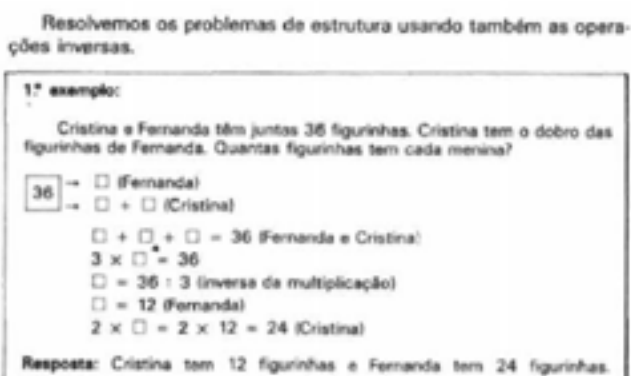 Resolvemos os problemas de estrutura usando também as opera-
ções inversas.
1.º exemplo:
Cristina e Fernanda têm juntas 36 figurinhas. Cristina tem o dobro das
figurinhas de Fernanda. Quantas figurinhas tem cada menina?
36 → □ (Fernanda)
→ □ + □ (Cristina)
□ + □ + □ = 36 (Fernanda e Cristina)
3 × □ = 36
□ = 36 : 3 (inversa da multiplicação)
□ = 12 (Fernanda)
2 × □ = 2 × 12 = 24 (Cristina)
Resposta: Cristina tem 12 figurinhas e Fernanda tem 24 figurinhas.